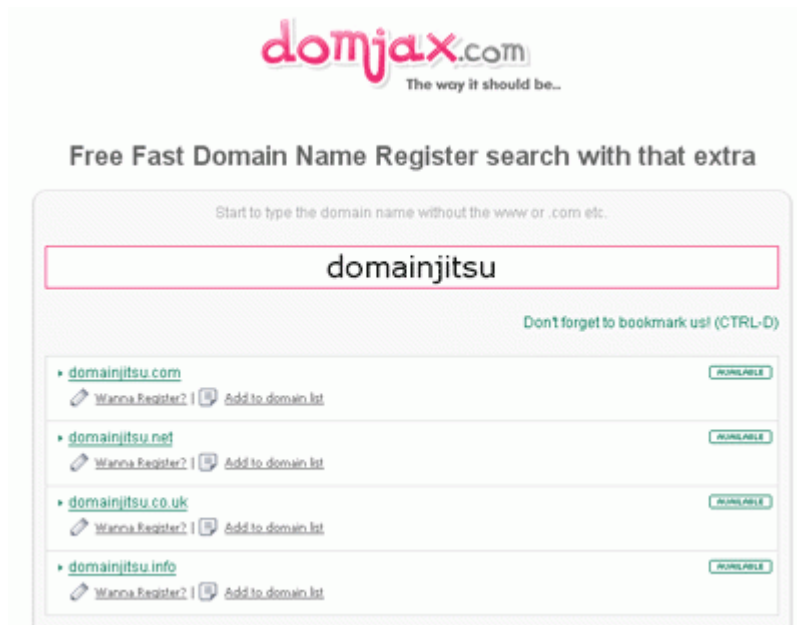 domjax.com
The way it should be...
Free Fast Domain Name Register search with that extra
Start to type the domain name without the www or .com etc.
domainjitsu
Don't forget to bookmark us! (CTRL-D)
domainjitsu.com AVAILABLE
Wanna Register? | Add to domain list
domainjitsu.net AVAILABLE
Wanna Register? | Add to domain list
domainjitsu.co.uk AVAILABLE
Wanna Register? | Add to domain list
domainjitsu.info AVAILABLE
Wanna Register? | Add to domain list